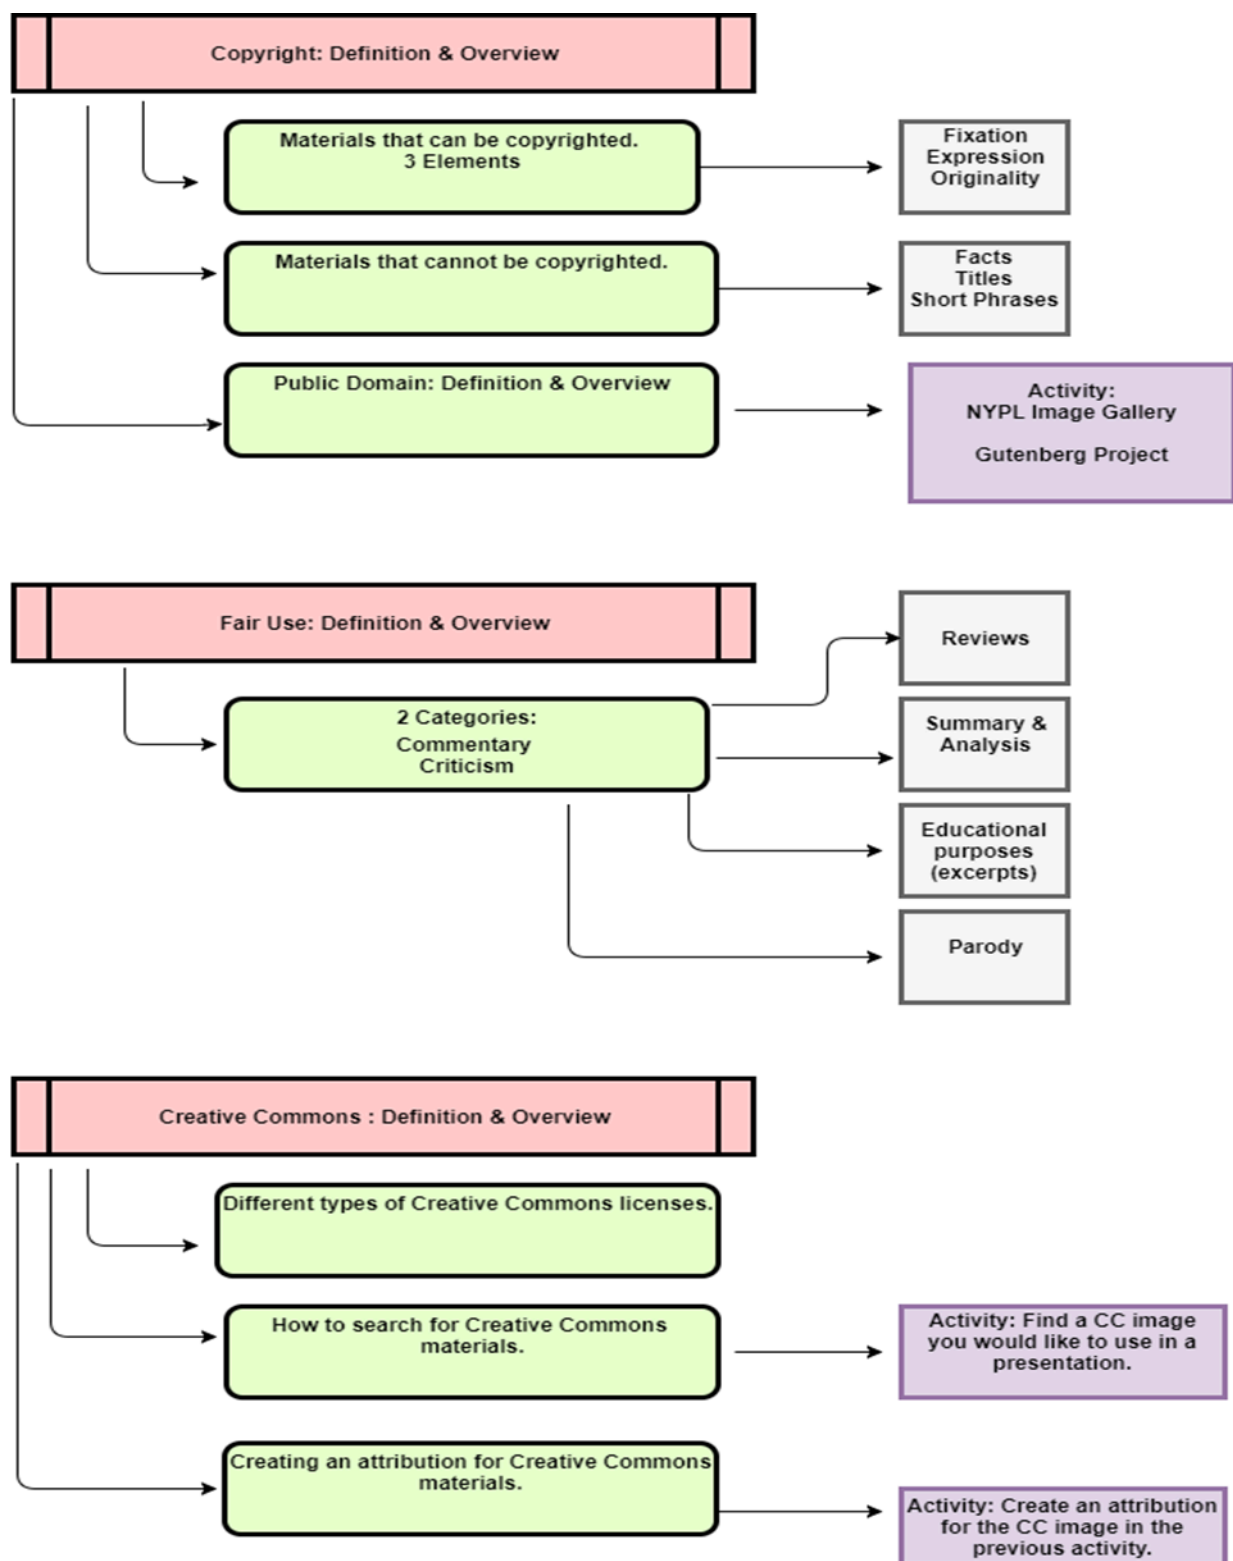 Copyright: Definition & Overview
Materials that can be copyrighted.
3 Elements
Fixation
Expression
Originality
Materials that cannot be copyrighted.
Facts
Titles
Short Phrases
Public Domain: Definition & Overview
Activity:
NYPL Image Gallery
Gutenberg Project
Fair Use: Definition & Overview
2 Categories:
Commentary
Criticism
Reviews
Summary &
Analysis
Educational
purposes
(excerpts)
Parody
Creative Commons : Definition & Overview
Different types of Creative Commons licenses.
How to search for Creative Commons
materials.
Activity: Find a CC image
you would like to use in a
presentation.
Creating an attribution for Creative Commons
materials.
Activity: Create an attribution
for the CC image in the
previous activity.